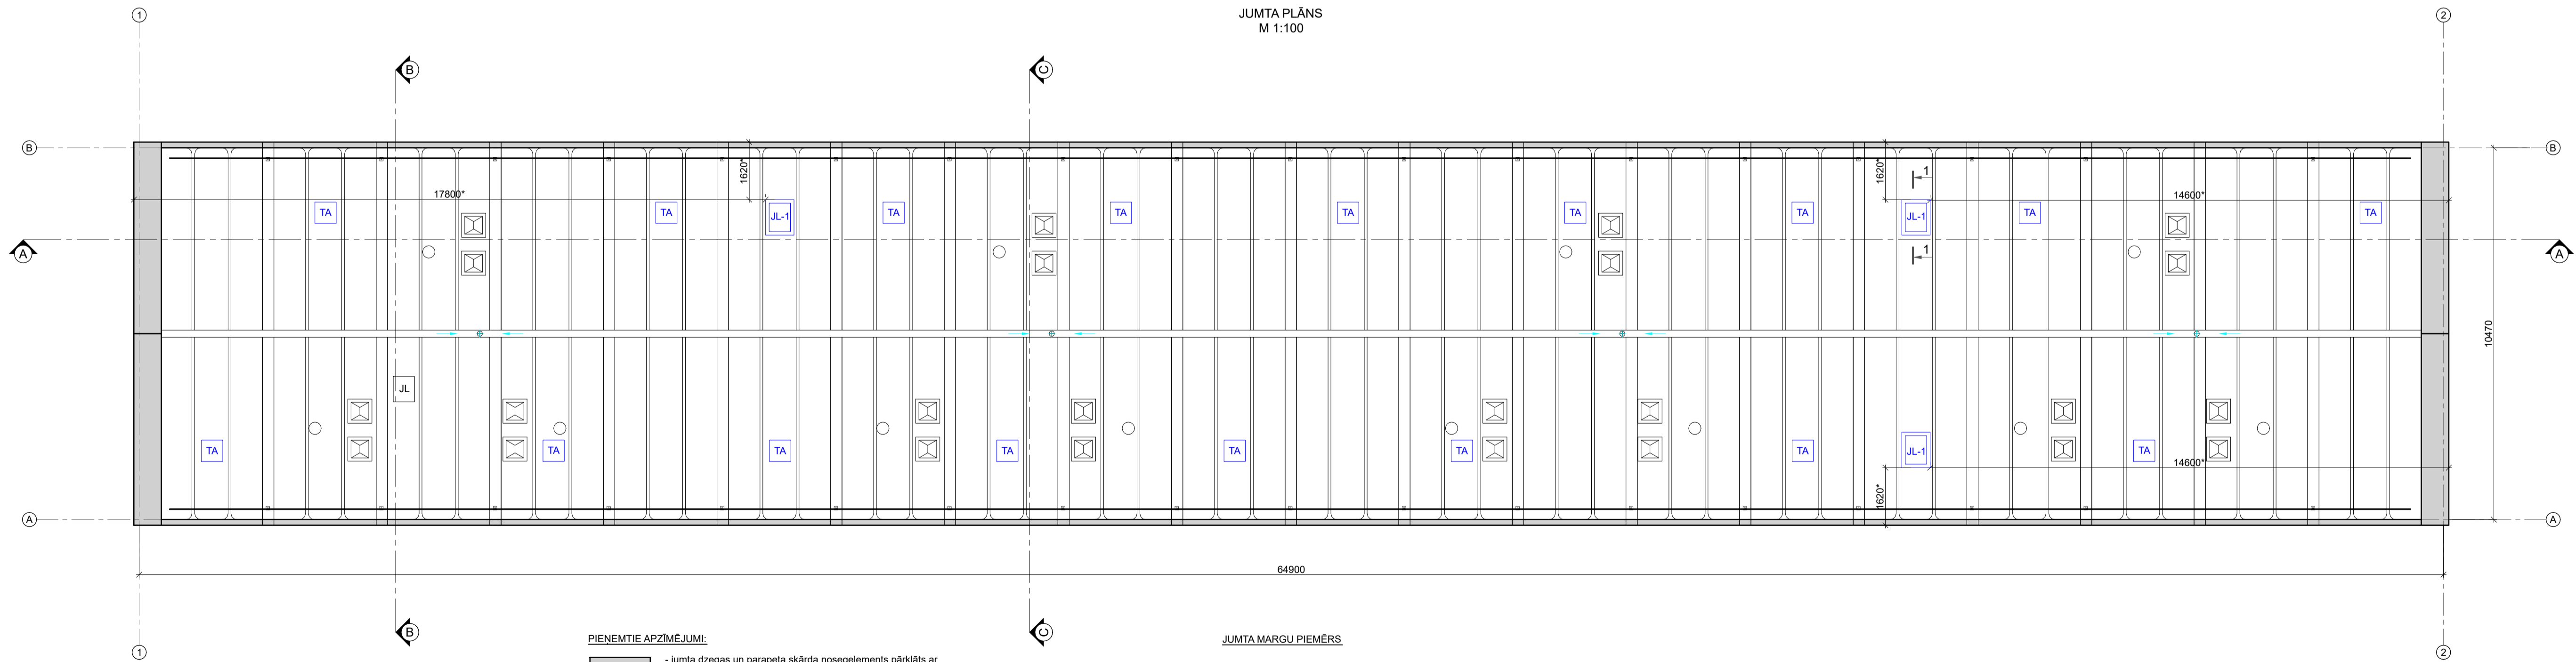 JUMTA PLĀNS
M 1:100
1
2
B
C
B
B
1620*
1620*
1
17800*
14600*
TA
TA
JL-1
TA
TA
TA
TA
TA
JL-1
TA
TA
A
1
A
10470
JL
TA
TA
TA
TA
TA
TA
TA
JL-1
TA
14600*
1620*
A
A
64900
B
C
1
2
PIEŅEMTIE APZĪMĒJUMI:
JUMTA MARGU PIEMĒRS
- jumta dzegas un parapeta skārda nosegelements pārklāts ar